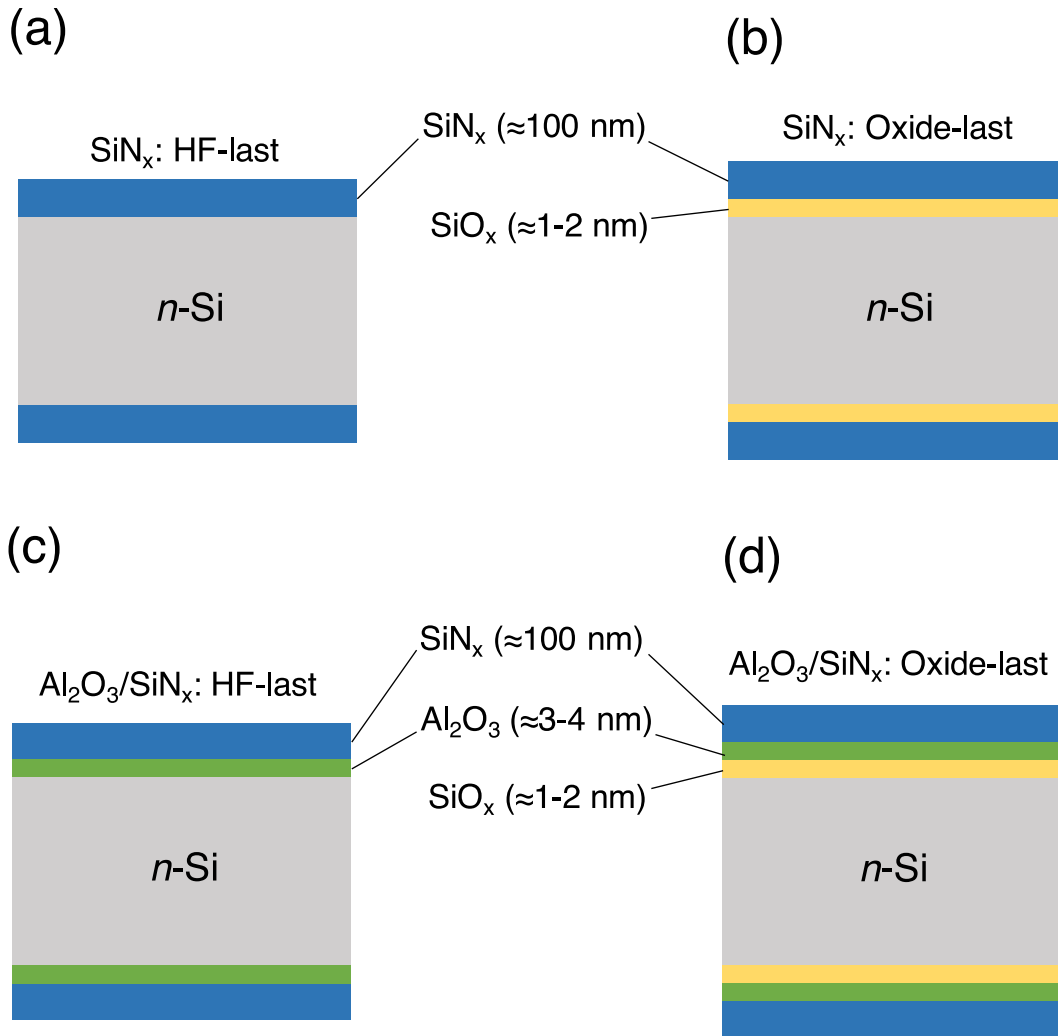 (a)
(b)
SiNₓ: HF-last
SiNₓ (≈100 nm)
SiNₓ: Oxide-last
SiOₓ (≈1-2 nm)
n-Si
n-Si
(c)
(d)
Al₂O₃/SiNₓ: HF-last
SiNₓ (≈100 nm)
Al₂O₃/SiNₓ: Oxide-last
Al₂O₃ (≈3-4 nm)
SiOₓ (≈1-2 nm)
n-Si
n-Si